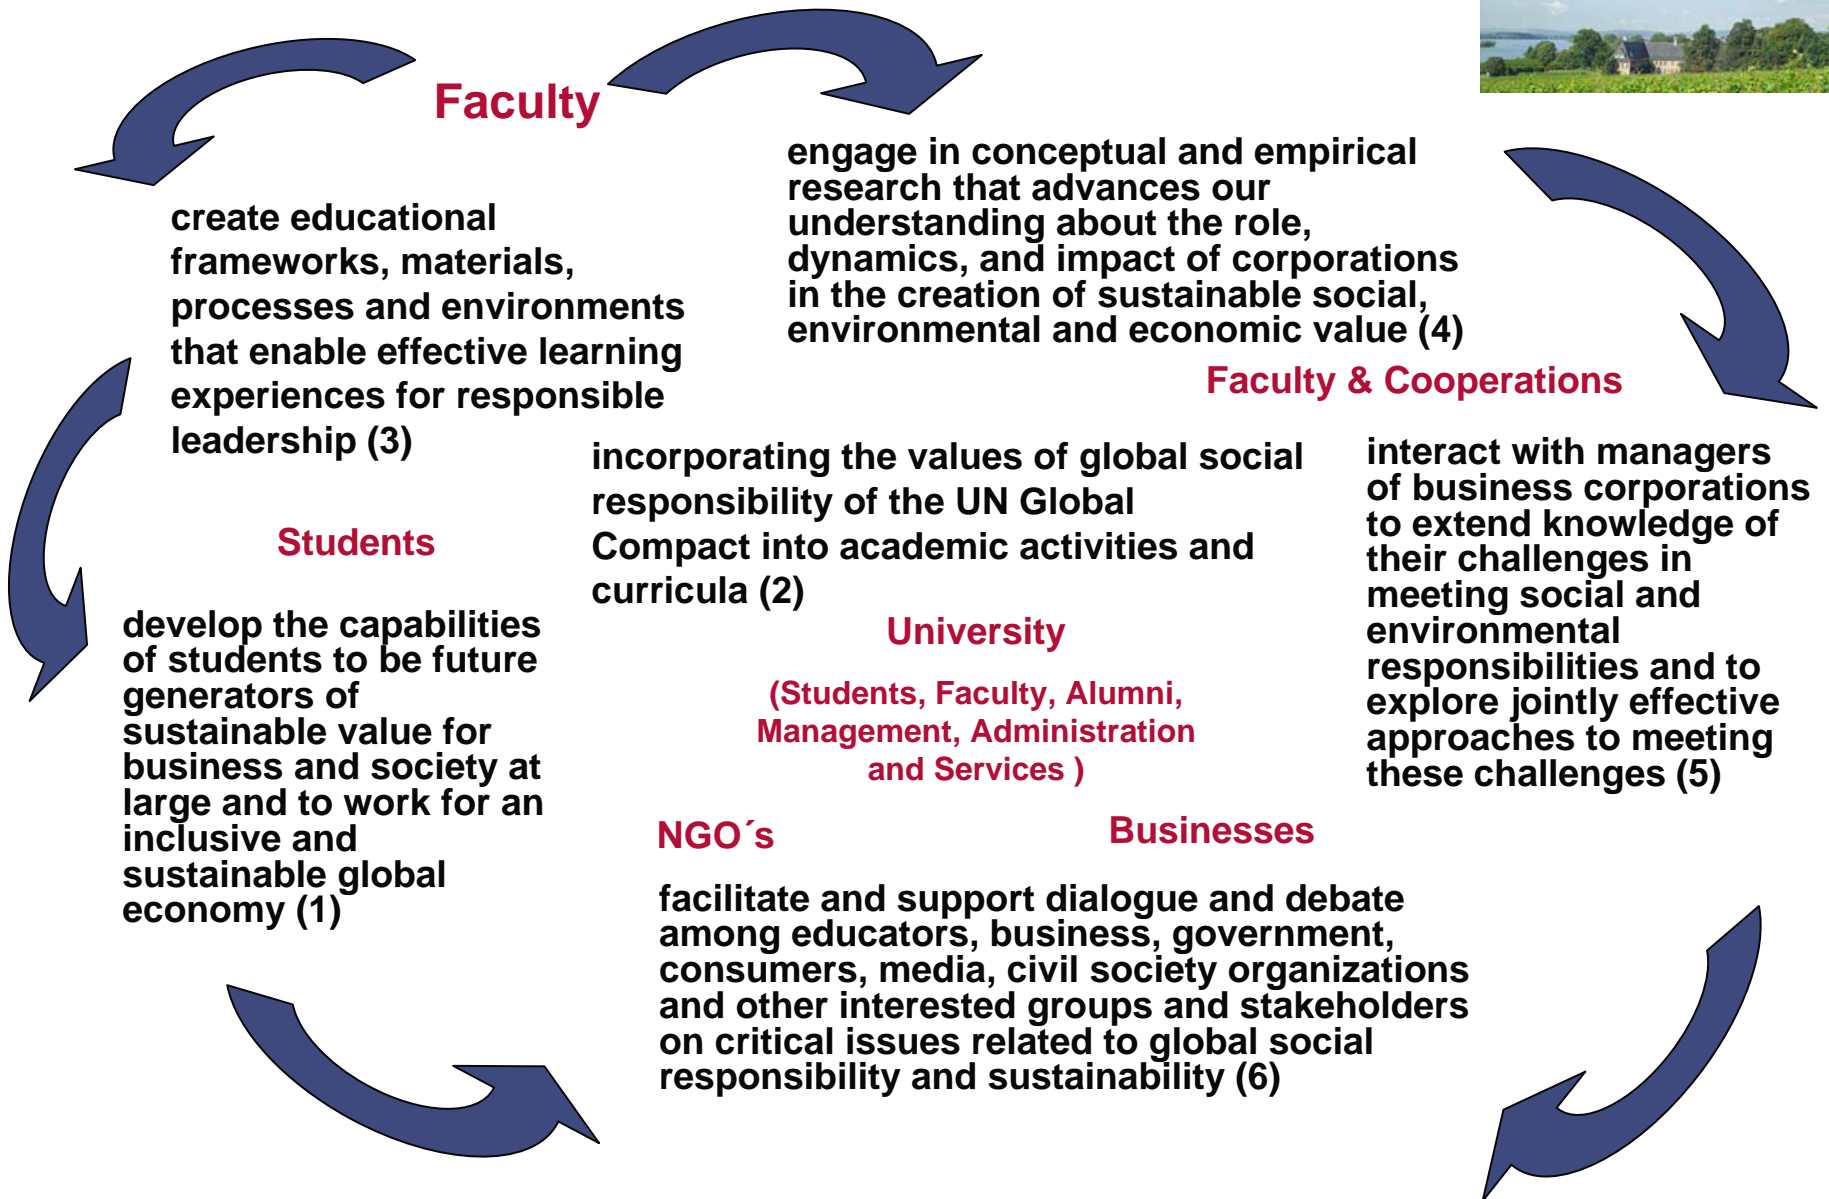 Faculty
engage in conceptual and empirical
research that advances our
understanding about the role,
dynamics, and impact of corporations
in the creation of sustainable social,
environmental and economic value (4)
create educational
frameworks, materials,
processes and environments
that enable effective learning
experiences for responsible
leadership (3)
Faculty & Cooperations
incorporating the values of global social
responsibility of the UN Global
Compact into academic activities and
curricula (2)
interact with managers
of business corporations
to extend knowledge of
their challenges in
meeting social and
environmental
responsibilities and to
explore jointly effective
approaches to meeting
these challenges (5)
Students
develop the capabilities
of students to be future
generators of
sustainable value for
business and society at
large and to work for an
inclusive and
sustainable global
economy (1)
University
(Students, Faculty, Alumni,
Management, Administration
and Services )
NGO´s
Businesses
facilitate and support dialogue and debate
among educators, business, government,
consumers, media, civil society organizations
and other interested groups and stakeholders
on critical issues related to global social
responsibility and sustainability (6)